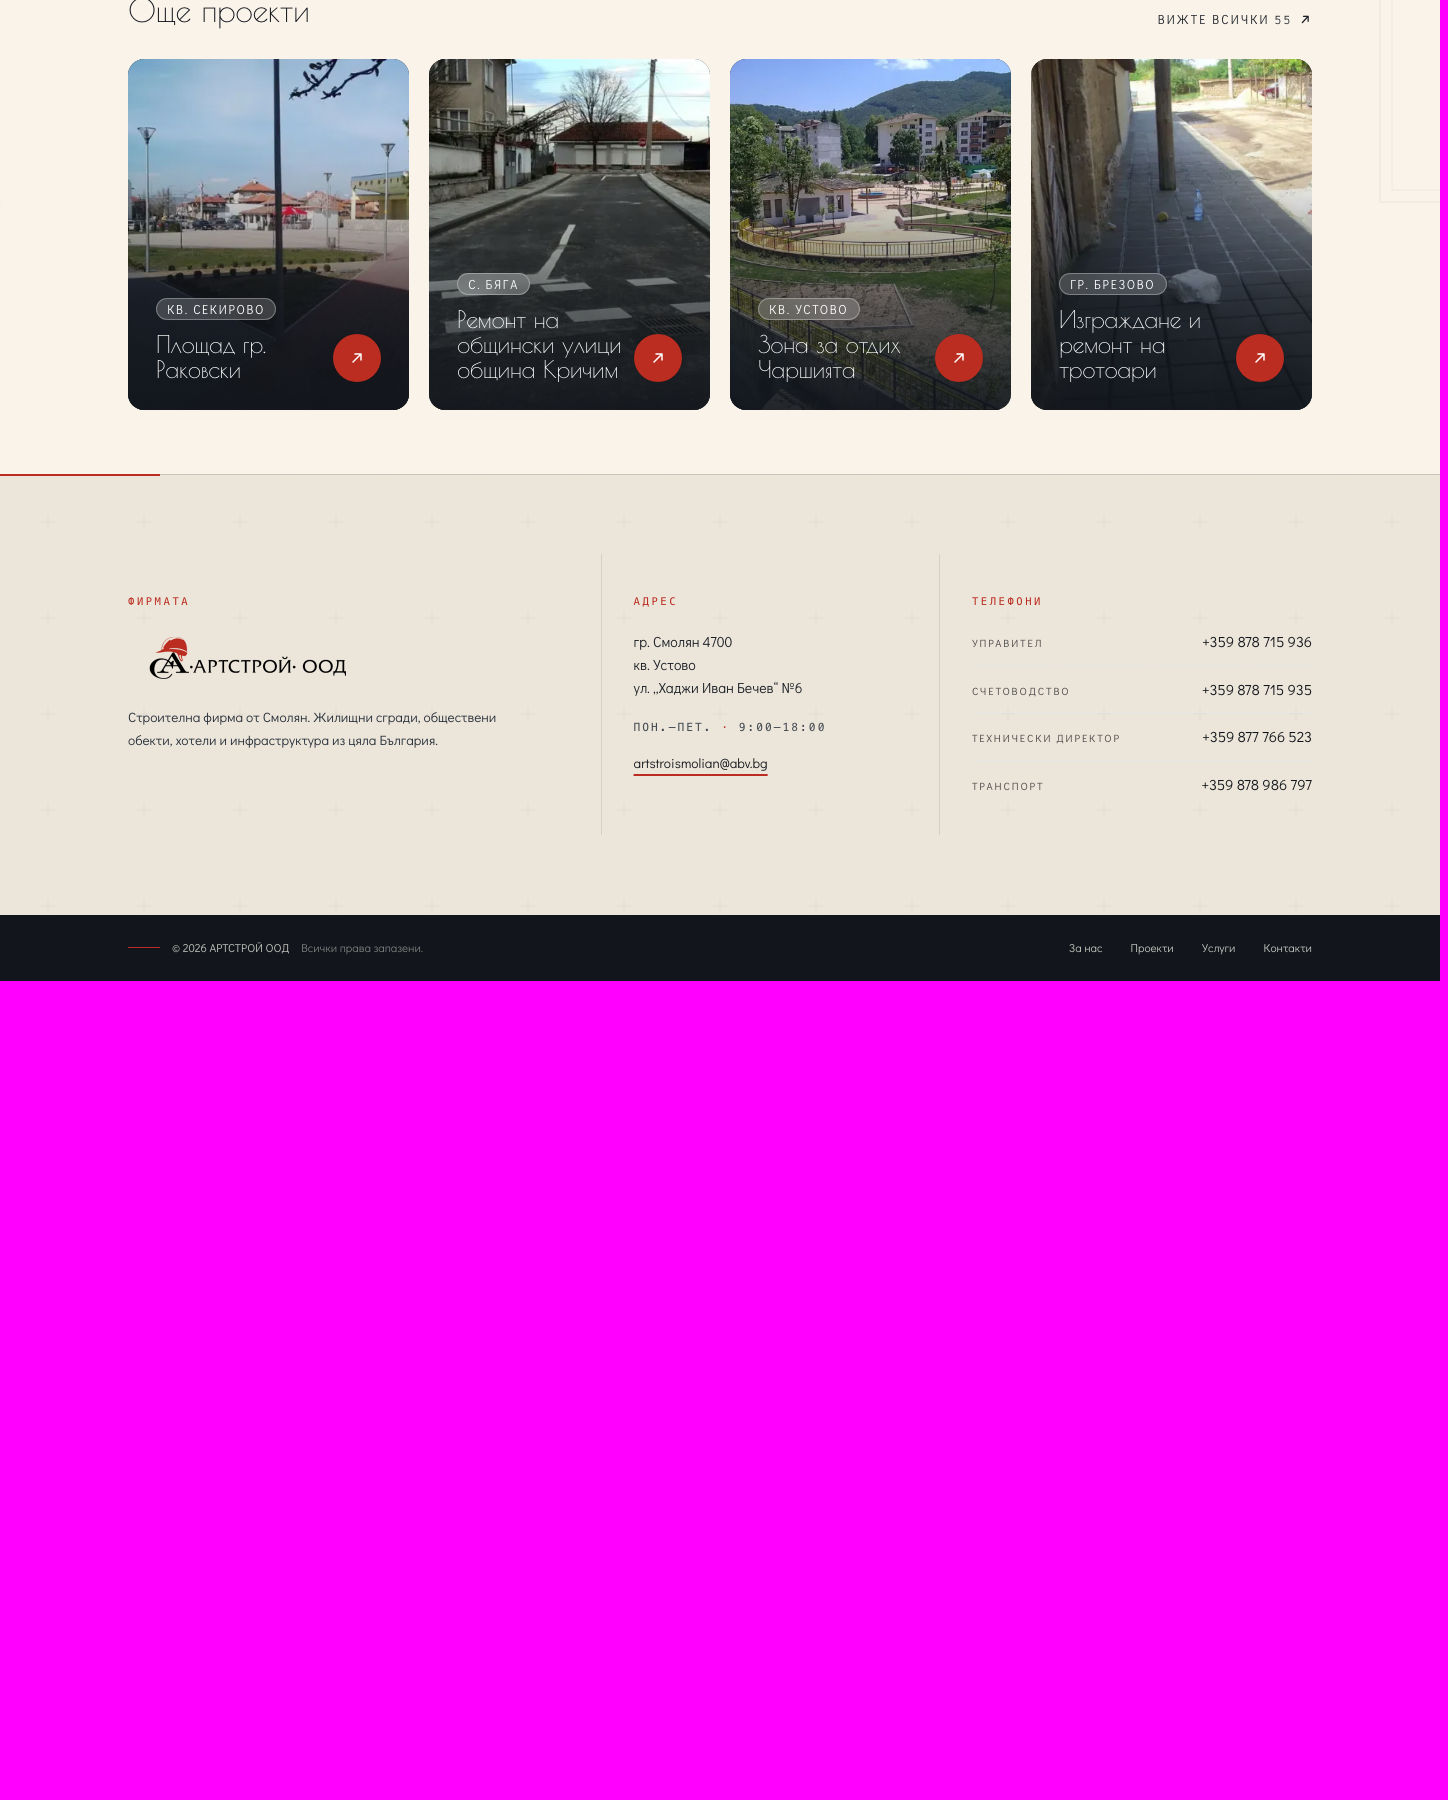 Още проекти
ВИЖТЕ ВСИЧКИ 55
КВ. СЕКИРОВО
Площад гр.
Раковски
С. БЯГА
Ремонт на
общински улици
община Кричим
КВ. УСТОВО
Зона за отдих
Чаршията
ГР. БРЕЗОВО
Изграждане и
ремонт на
тротоари
ФИРМАТА
А·АРТСТРОЙ· ООД
Строителна фирма от Смолян. Жилищни сгради, обществени
обекти, хотели и инфраструктура из цяла България.
АДРЕС
гр. Смолян 4700
кв. Устово
ул. „Хаджи Иван Бечев“ №6
ПОН.–ПЕТ. · 9:00–18:00
artstroismolian@abv.bg
ТЕЛЕФОНИ
УПРАВИТЕЛ +359 878 715 936
СЧЕТОВОДСТВО +359 878 715 935
ТЕХНИЧЕСКИ ДИРЕКТОР +359 877 766 523
ТРАНСПОРТ +359 878 986 797
© 2026 АРТСТРОЙ ООД Всички права запазени.
За нас Проекти Услуги Контакти